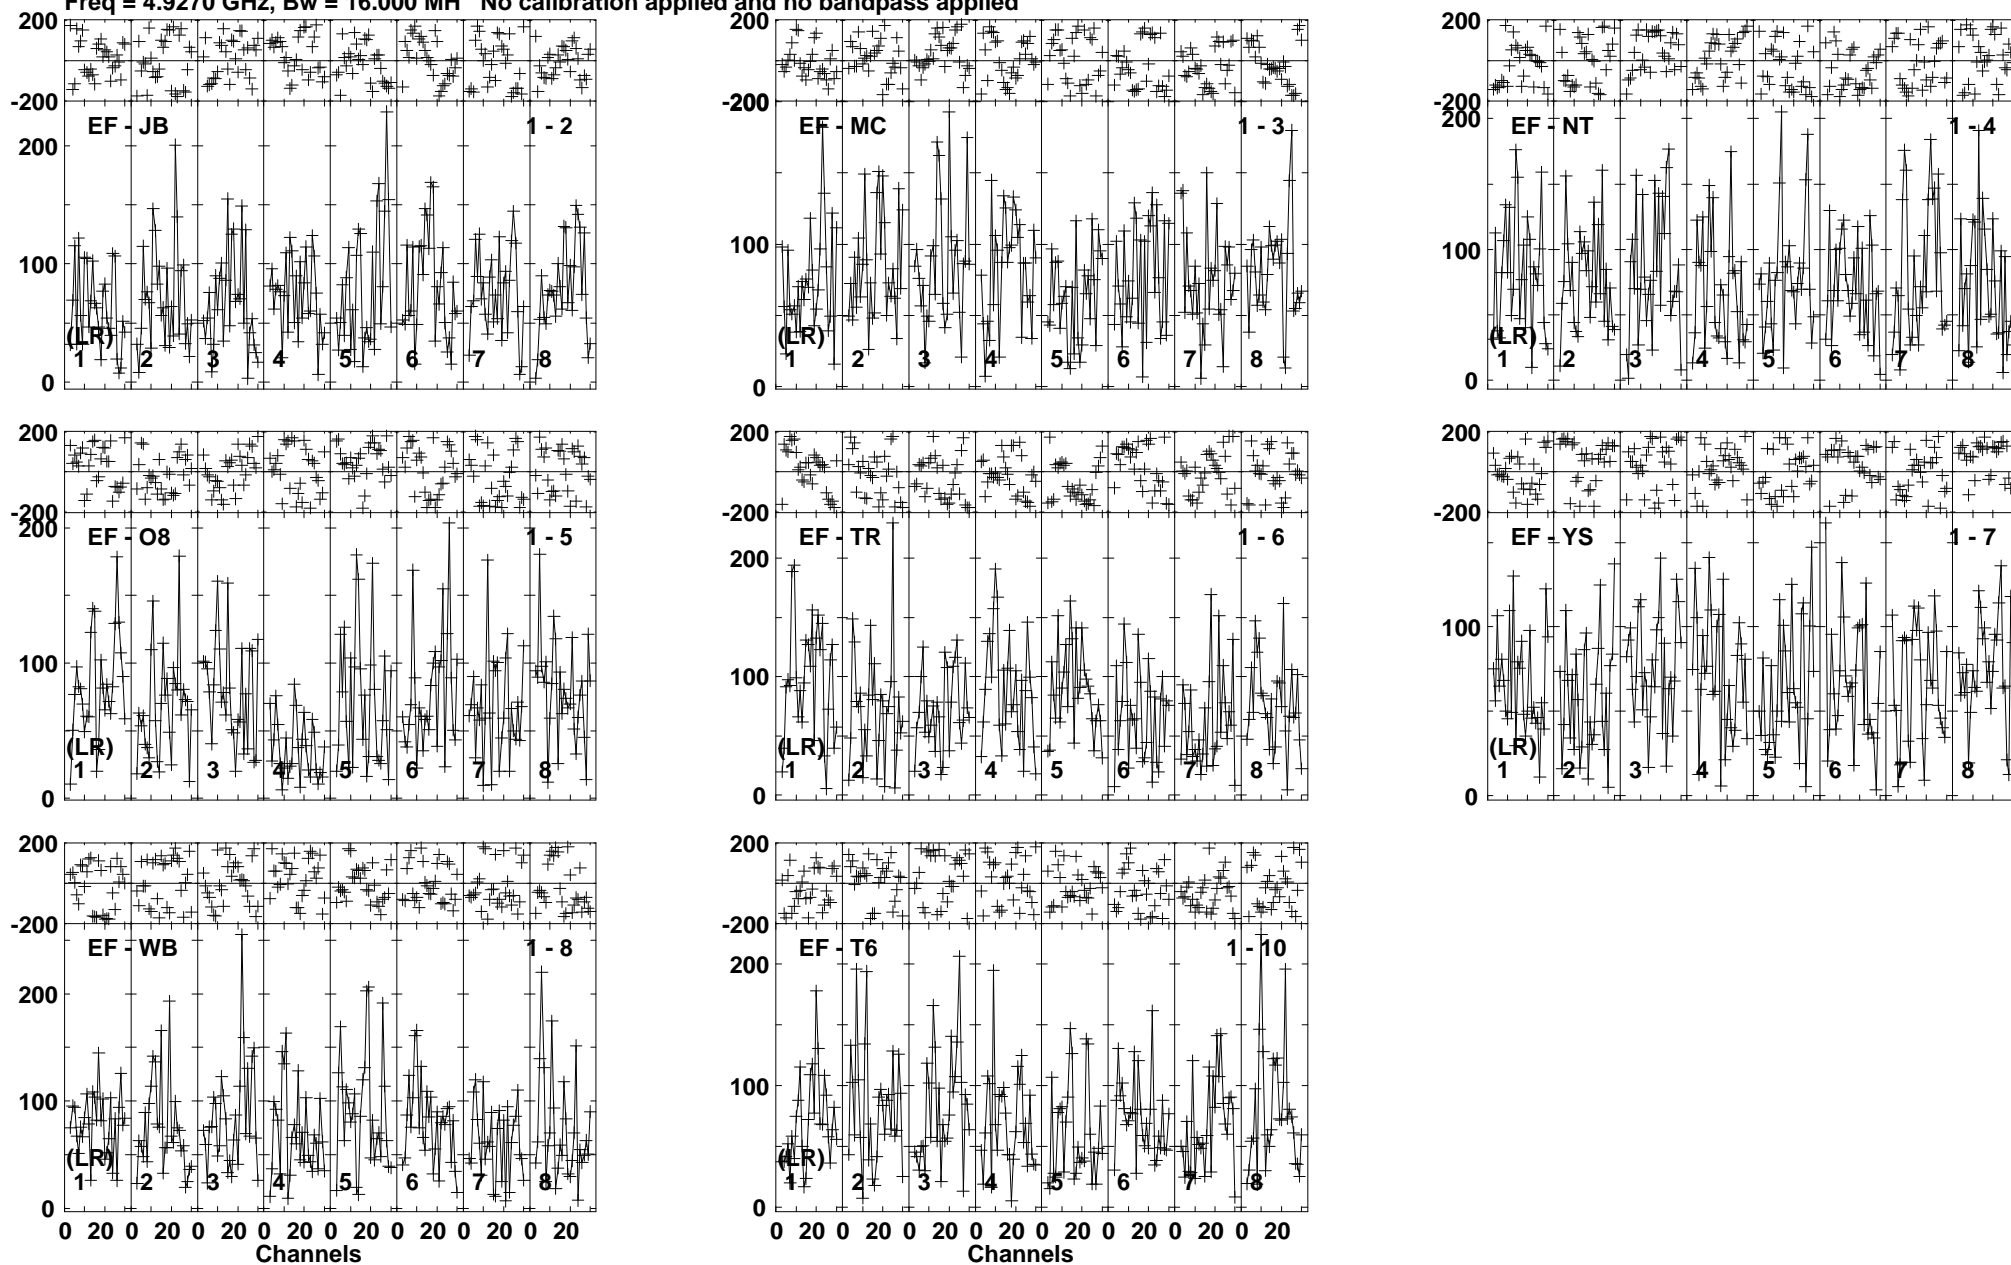 Freq = 4.9270 GHz, Bw = 16.000 MH No calibration applied and no bandpass applied
200 200 200
-200 -200 -200
EF - JB 1 - 2 EF - MC 1 - 3 EF - NT 1 - 4
200 200
200
100 100 100
(LR) (LR) (LR)
1 2 3 4 5 6 7 8 1 2 3 4 5 6 7 8 1 2 3 4 5 6 7 8
0 0 0
200 200 200
-200 -200 -200
EF - O8 1 - 5 EF - TR 1 - 6 EF - YS 1 - 7
200 200
100 100 100
(LR) (LR) (LR)
1 2 3 4 5 6 7 8 1 2 3 4 5 6 7 8 1 2 3 4 5 6 7 8
0 0 0
200 200
-200 -200
EF - WB 1 - 8 EF - T6 1 - 10
200 200
100 100
(LR) (LR)
1 2 3 4 5 6 7 8 1 2 3 4 5 6 7 8
0 0
0 20 0 20 0 20 0 20 0 20 0 20 0 20 0 20 0 20 0 20 0 20 0 20 0 20 0 20 0 20 0 20
Channels Channels